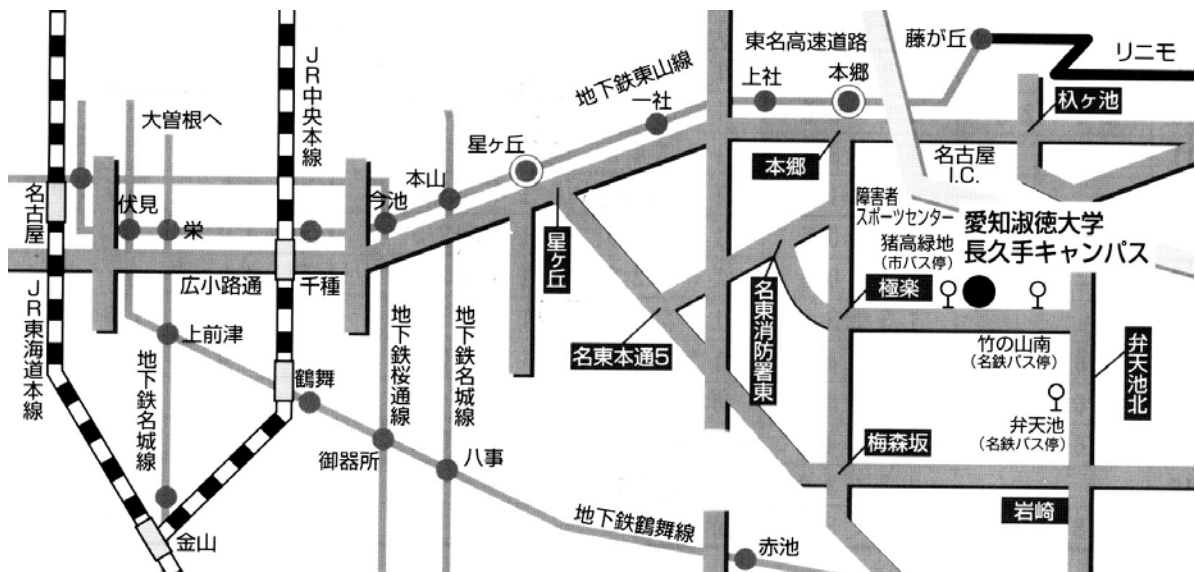 東名高速道路
藤が丘
リニモ
JR中央本線
地下鉄東山線
一社
上社
本郷
杁ヶ池
大曽根へ
星ヶ丘
本山
今池
本郷
名古屋
I.C.
名古屋
伏見
栄
障害者
スポーツセンター
愛知淑徳大学
長久手キャンパス
猪高緑地
(市バス停)
星ヶ丘
広小路通
千種
極楽
JR東海道本線
上前津
地下鉄名城線
鶴舞
地下鉄桜通線
地下鉄名城線
名東本通5
名東消防署東
竹の山南
(名鉄バス停)
弁天池北
弁天池
(名鉄バス停)
御器所
八事
梅森坂
岩崎
金山
地下鉄鶴舞線
赤池